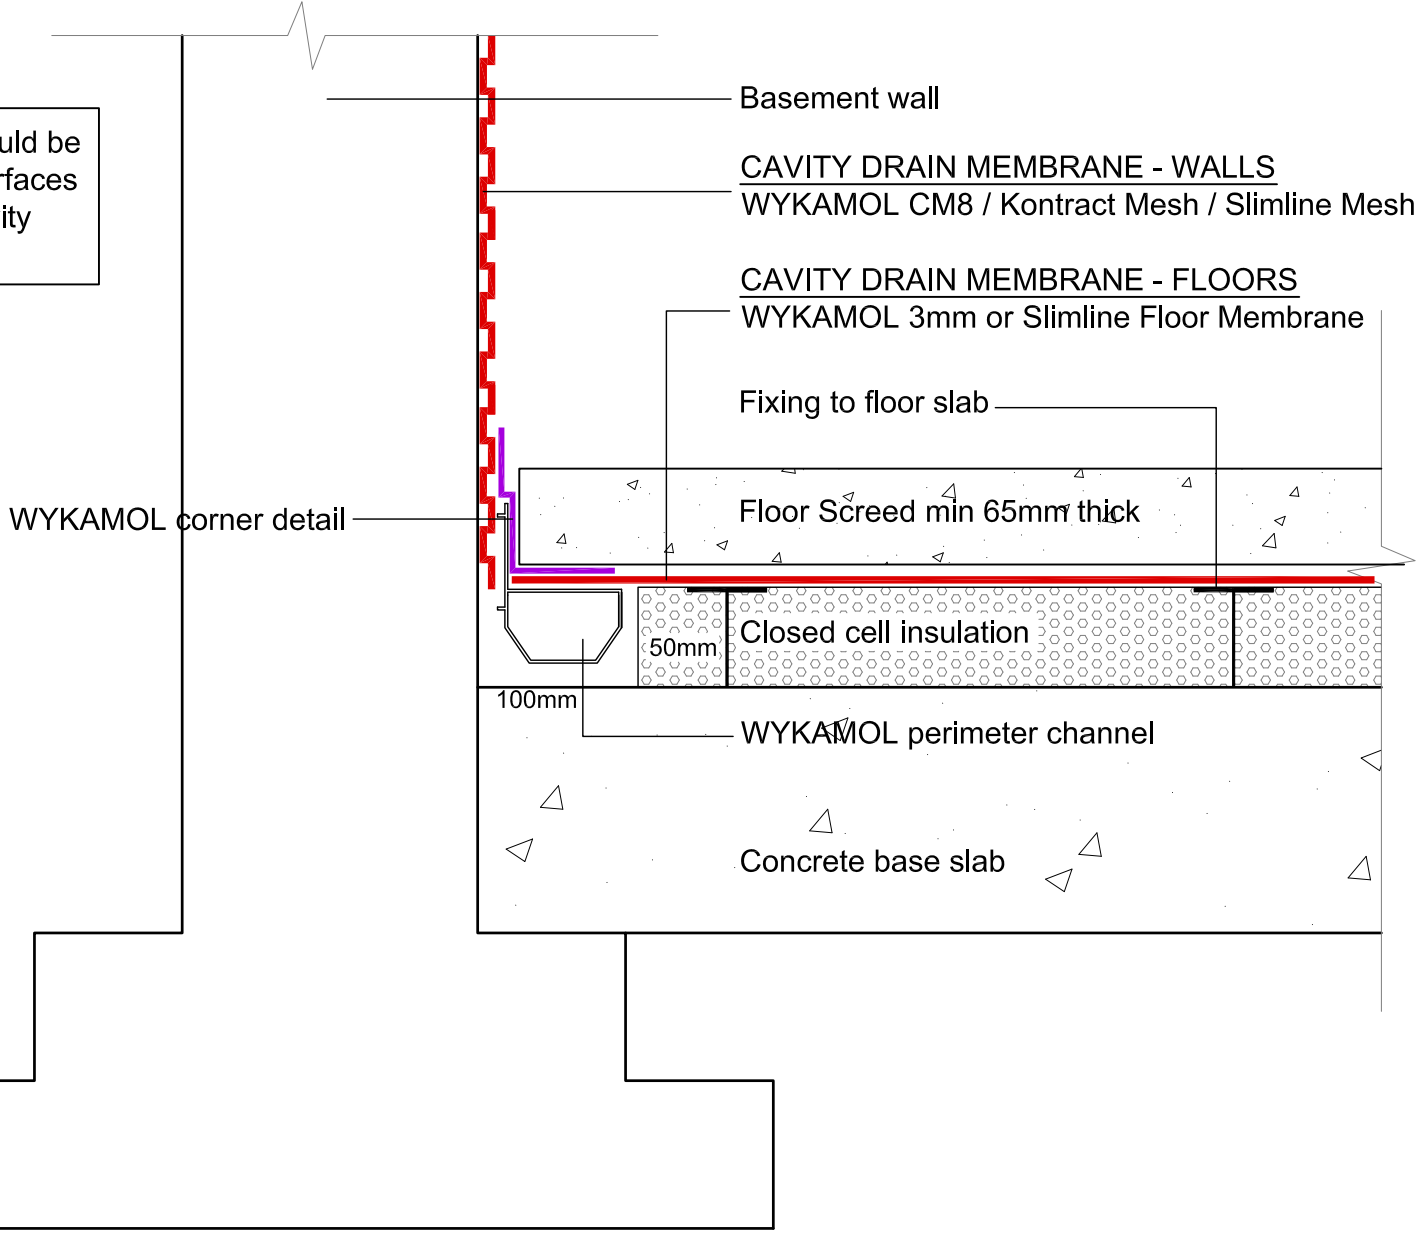 Basement wall
uld be
rfaces
ity
CAVITY DRAIN MEMBRANE - WALLS
WYKAMOL CM8 / Kontract Mesh / Slimline Mesh
CAVITY DRAIN MEMBRANE - FLOORS
WYKAMOL 3mm or Slimline Floor Membrane
Fixing to floor slab
WYKAMOL corner detail
Floor Screed min 65mm thick
Closed cell insulation
50mm
100mm
WYKAMOL perimeter channel
Concrete base slab